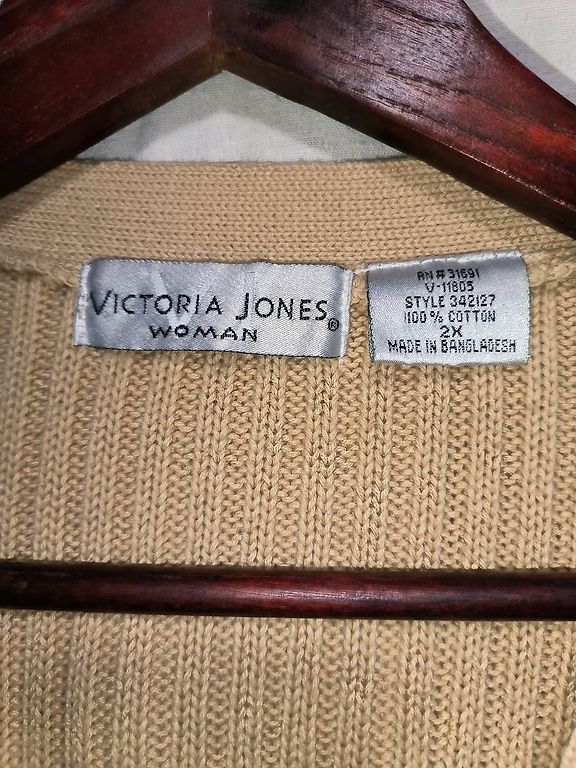 VICTORIA JONES®
WOMAN
RN #31691
V-11805
STYLE 342127
100 % COTTON
2X
MADE IN BANGLADESH